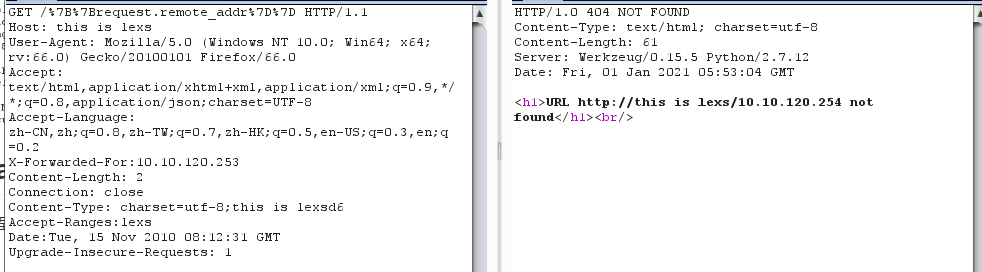 GET /%7B%7Brequest.remote_addr%7D%7D HTTP/1.1
Host: this is lexs
User-Agent: Mozilla/5.0 (Windows NT 10.0; Win64; x64;
rv:66.0) Gecko/20100101 Firefox/66.0
Accept:
text/html,application/xhtml+xml,application/xml;q=0.9,*/
*;q=0.8,application/json;charset=UTF-8
Accept-Language:
zh-CN,zh;q=0.8,zh-TW;q=0.7,zh-HK;q=0.5,en-US;q=0.3,en;q
=0.2
X-Forwarded-For:10.10.120.253
Content-Length: 2
Connection: close
Content-Type: charset=utf-8;this is lexsd6
Accept-Ranges:lexs
Date:Tue, 15 Nov 2010 08:12:31 GMT
Upgrade-Insecure-Requests: 1
HTTP/1.0 404 NOT FOUND
Content-Type: text/html; charset=utf-8
Content-Length: 61
Server: Werkzeug/0.15.5 Python/2.7.12
Date: Fri, 01 Jan 2021 05:53:04 GMT
<h1>URL http://this is lexs/10.10.120.254 not
found</h1><br/>